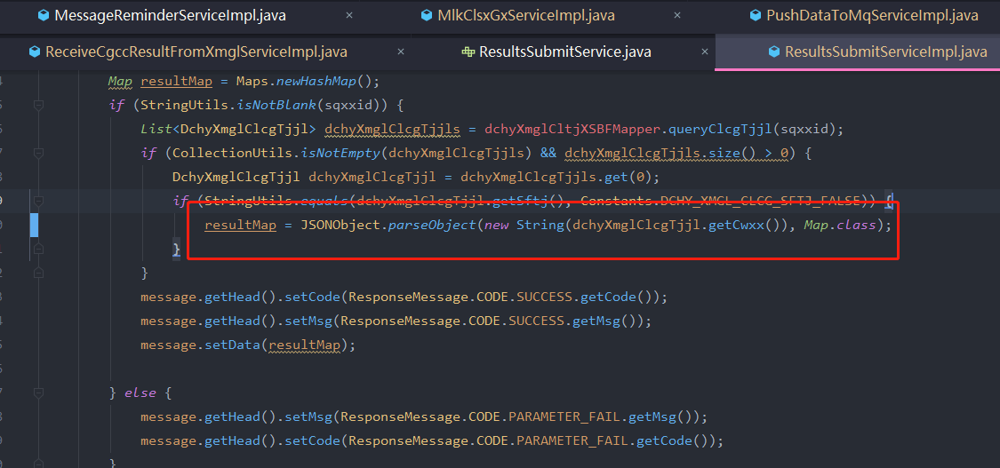 MessageReminderServiceImpl.java × MlkClsxGxServiceImpl.java × PushDataToMqServiceImpl.java
ReceiveCgccResultFromXmglServiceImpl.java × ResultsSubmitService.java × ResultsSubmitServiceImpl.java
Map resultMap = Maps.newHashMap();
if (StringUtils.isNotBlank(sqxxid)) {
List<DchyXmglClcgTjjl> dchyXmglClcgTjjls = dchyXmglCltjXSBFMapper.queryClcgTjjl(sqxxid);
if (CollectionUtils.isNotEmpty(dchyXmglClcgTjjls) && dchyXmglClcgTjjls.size() > 0) {
DchyXmglClcgTjjl dchyXmglClcgTjjl = dchyXmglClcgTjjls.get(0);
if (StringUtils.equals(dchyXmglClcgTjjl.getSftj(), Constants.DCHY_XMGL_CLCG_SFTJ_FALSE)) {
resultMap = JSONObject.parseObject(new String(dchyXmglClcgTjjl.getCwxx()), Map.class);
}
}
message.getHead().setCode(ResponseMessage.CODE.SUCCESS.getCode());
message.getHead().setMsg(ResponseMessage.CODE.SUCCESS.getMsg());
message.setData(resultMap);
} else {
message.getHead().setMsg(ResponseMessage.CODE.PARAMETER_FAIL.getMsg());
message.getHead().setCode(ResponseMessage.CODE.PARAMETER_FAIL.getCode());
}